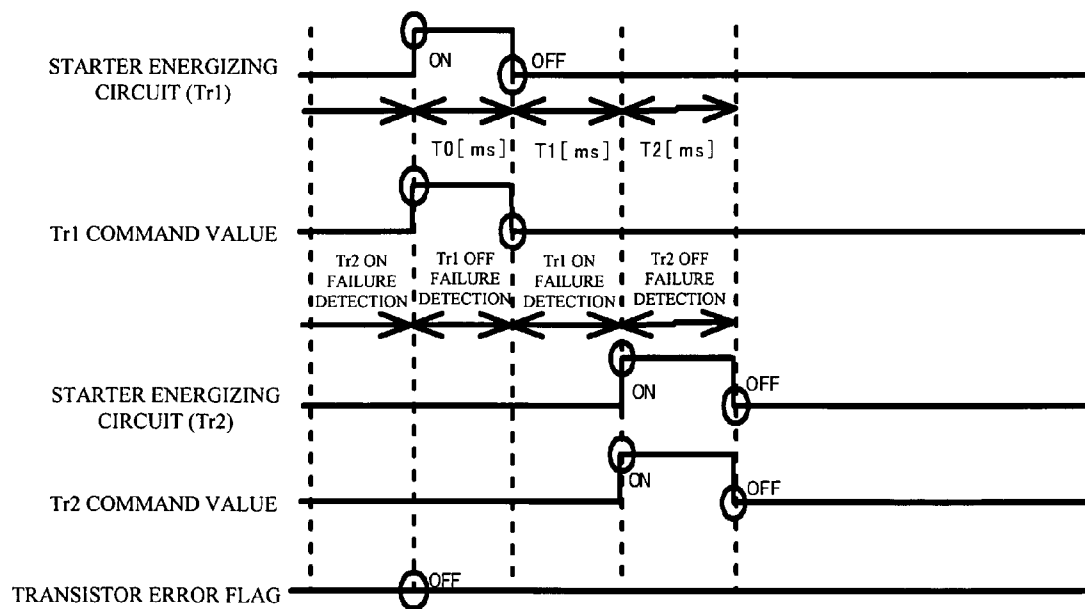 STARTER ENERGIZING
CIRCUIT (Tr1)
ON
OFF
T0[ ms]
T1[ ms]
T2[ ms]
Tr1 COMMAND VALUE
Tr2 ON
FAILURE
DETECTION
Tr1 OFF
FAILURE
DETECTION
Tr1 ON
FAILURE
DETECTION
Tr2 OFF
FAILURE
DETECTION
STARTER ENERGIZING
CIRCUIT (Tr2)
ON
OFF
Tr2 COMMAND VALUE
ON
OFF
TRANSISTOR ERROR FLAG
OFF